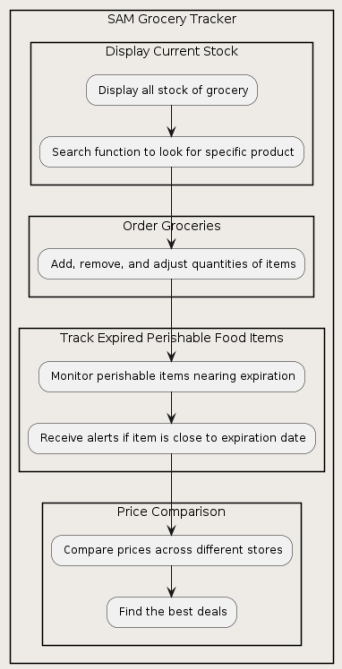 SAM Grocery Tracker
Display Current Stock
Display all stock of grocery
Search function to look for specific product
Order Groceries
Add, remove, and adjust quantities of items
Track Expired Perishable Food Items
Monitor perishable items nearing expiration
Receive alerts if item is close to expiration date
Price Comparison
Compare prices across different stores
Find the best deals